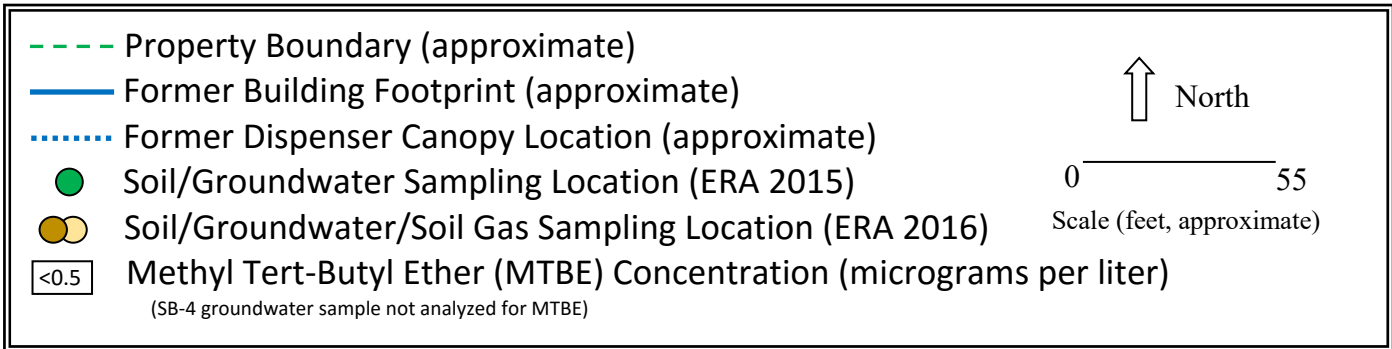 Property Boundary (approximate)
Former Building Footprint (approximate)
Former Dispenser Canopy Location (approximate)
Soil/Groundwater Sampling Location (ERA 2015)
Soil/Groundwater/Soil Gas Sampling Location (ERA 2016)
<0.5 Methyl Tert-Butyl Ether (MTBE) Concentration (micrograms per liter)
(SB-4 groundwater sample not analyzed for MTBE)
North
0 55
Scale (feet, approximate)